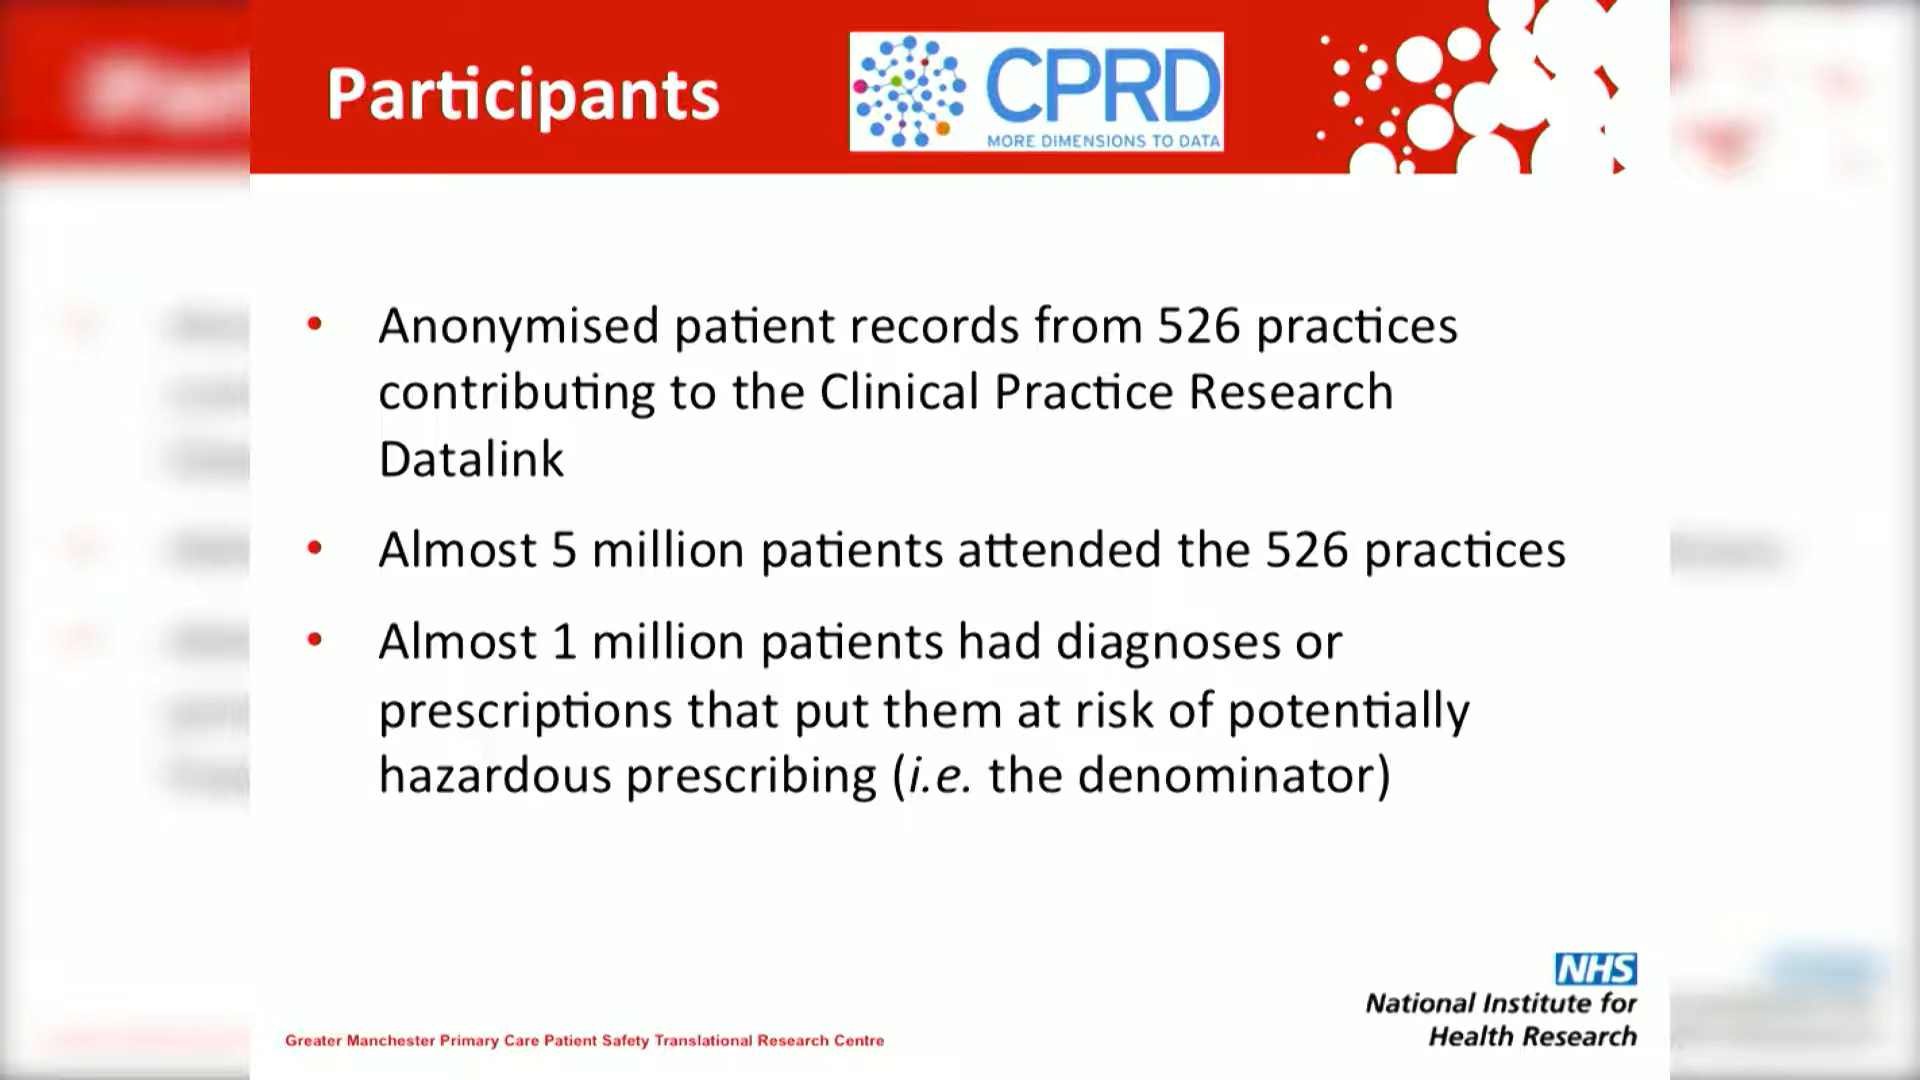 Participants
CPRD
MORE DIMENSIONS TO DATA
• Anonymised patient records from 526 practices
contributing to the Clinical Practice Research
Datalink
• Almost 5 million patients attended the 526 practices
• Almost 1 million patients had diagnoses or
prescriptions that put them at risk of potentially
hazardous prescribing (i.e. the denominator)
NHS
National Institute for
Health Research
Greater Manchester Primary Care Patient Safety Translational Research Centre